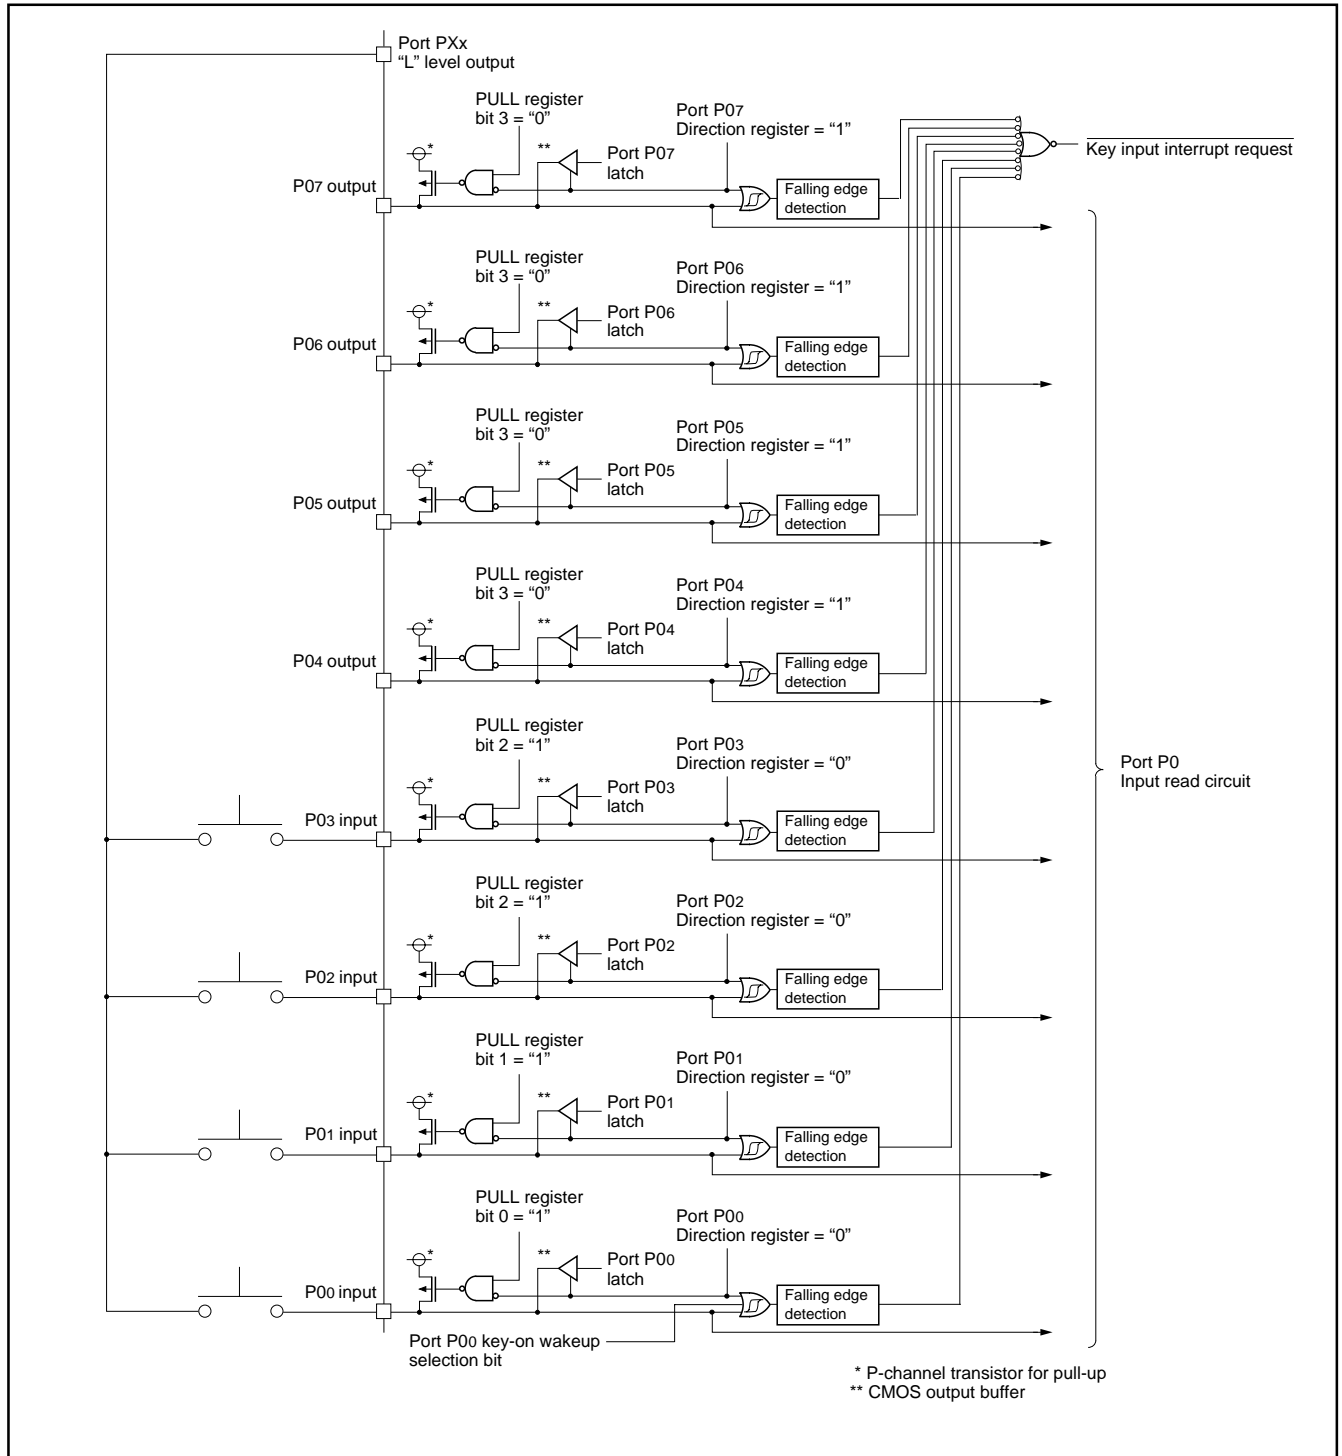 Port PXx
“L” level output
PULL register
bit 3 = “0”
Port P07
Direction register = “1”
*
**
Port P07
latch
Key input interrupt request
P07 output
Falling edge
detection
PULL register
bit 3 = “0”
Port P06
Direction register = “1”
*
**
Port P06
latch
P06 output
Falling edge
detection
PULL register
bit 3 = “0”
Port P05
Direction register = “1”
*
**
Port P05
latch
P05 output
Falling edge
detection
PULL register
bit 3 = “0”
Port P04
Direction register = “1”
*
**
Port P04
latch
P04 output
Falling edge
detection
PULL register
bit 2 = “1”
Port P03
Direction register = “0”
*
**
Port P03
latch
Port P0
Input read circuit
P03 input
Falling edge
detection
PULL register
bit 2 = “1”
Port P02
Direction register = “0”
*
**
Port P02
latch
P02 input
Falling edge
detection
PULL register
bit 1 = “1”
Port P01
Direction register = “0”
*
**
Port P01
latch
P01 input
Falling edge
detection
PULL register
bit 0 = “1”
Port P00
Direction register = “0”
*
**
Port P00
latch
P00 input
Falling edge
detection
Port P00 key-on wakeup
selection bit
* P-channel transistor for pull-up
** CMOS output buffer